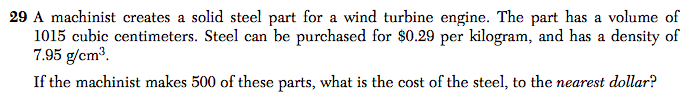 29 A machinist creates a solid steel part for a wind turbine engine. The part has a volume of
1015 cubic centimeters. Steel can be purchased for $0.29 per kilogram, and has a density of
7.95 g/cm³.
If the machinist makes 500 of these parts, what is the cost of the steel, to the nearest dollar?